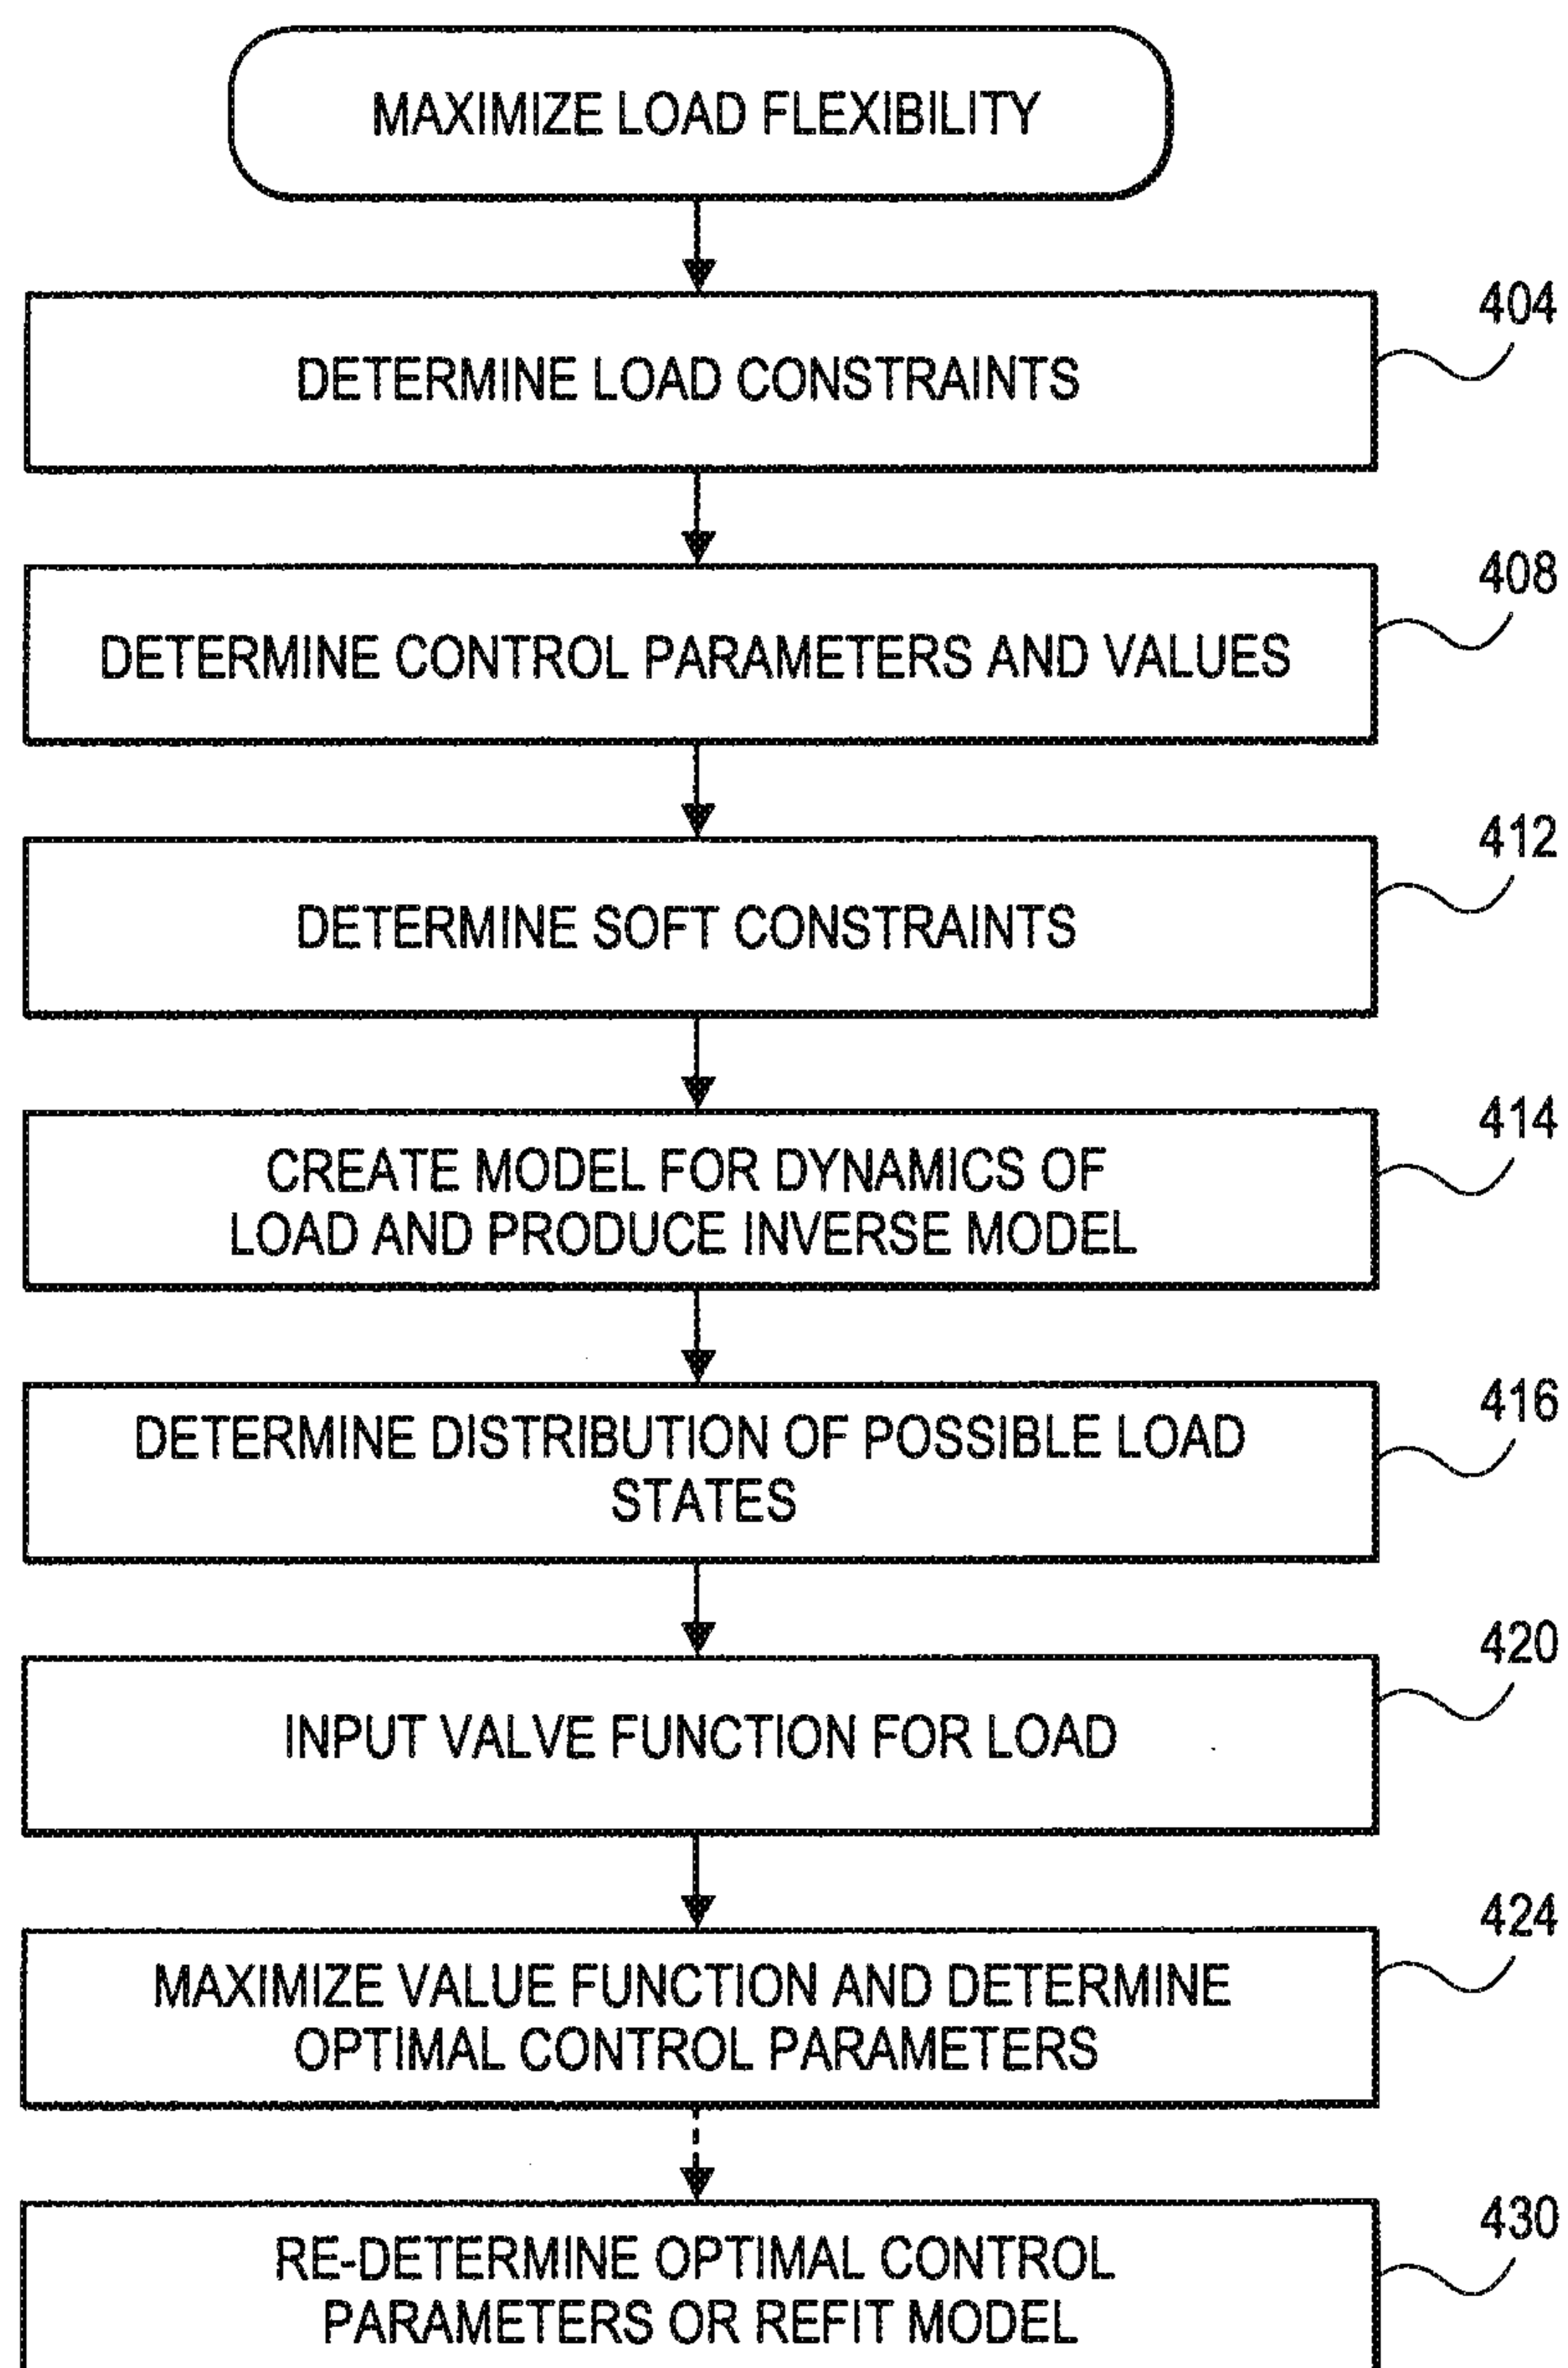 MAXIMIZE LOAD FLEXIBILITY
404
DETERMINE LOAD CONSTRAINTS
408
DETERMINE CONTROL PARAMETERS AND VALUES
412
DETERMINE SOFT CONSTRAINTS
414
CREATE MODEL FOR DYNAMICS OF
LOAD AND PRODUCE INVERSE MODEL
416
DETERMINE DISTRIBUTION OF POSSIBLE LOAD
STATES
420
INPUT VALVE FUNCTION FOR LOAD
424
MAXIMIZE VALUE FUNCTION AND DETERMINE
OPTIMAL CONTROL PARAMETERS
430
RE-DETERMINE OPTIMAL CONTROL
PARAMETERS OR REFIT MODEL